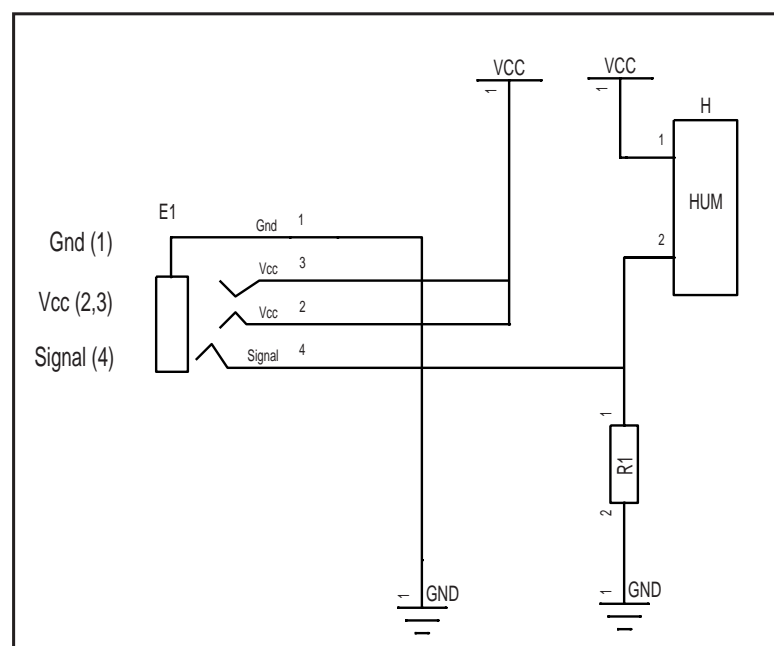 VCC
1
VCC
1
H
1
HUM
2
E1
Gnd (1)
Gnd 1
Vcc 3
Vcc (2,3)
Vcc 2
Signal (4)
Signal 4
1
R1
2
1 GND
1 GND